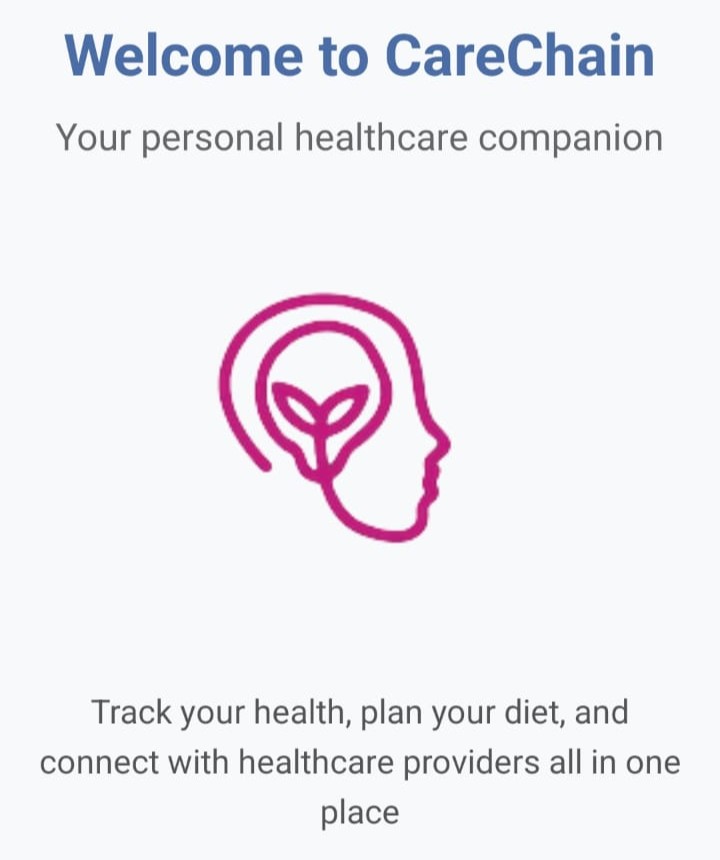 Welcome to CareChain
Your personal healthcare companion
Track your health, plan your diet, and
connect with healthcare providers all in one
place